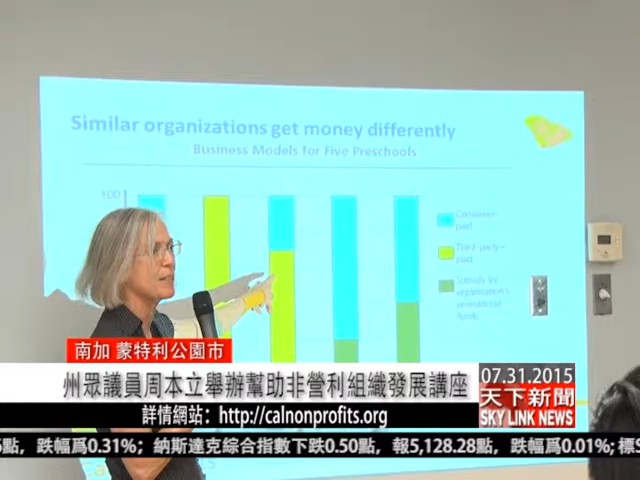 Similar organizations get money differently
Business Models for Five Preschools
100
Consumer-
paid
Third-party-
paid
Subsidy by
organization's
unrestricted
funds
南加 蒙特利公園市
州眾議員周本立舉辦幫助非營利組織發展講座
詳情網站：http://calnonprofits.org
07.31.2015
天下新聞
SKY LINK NEWS
點，跌幅爲0.31%；納斯達克綜合指數下跌0.50點，報5,128.28點，跌幅爲0.01%；標